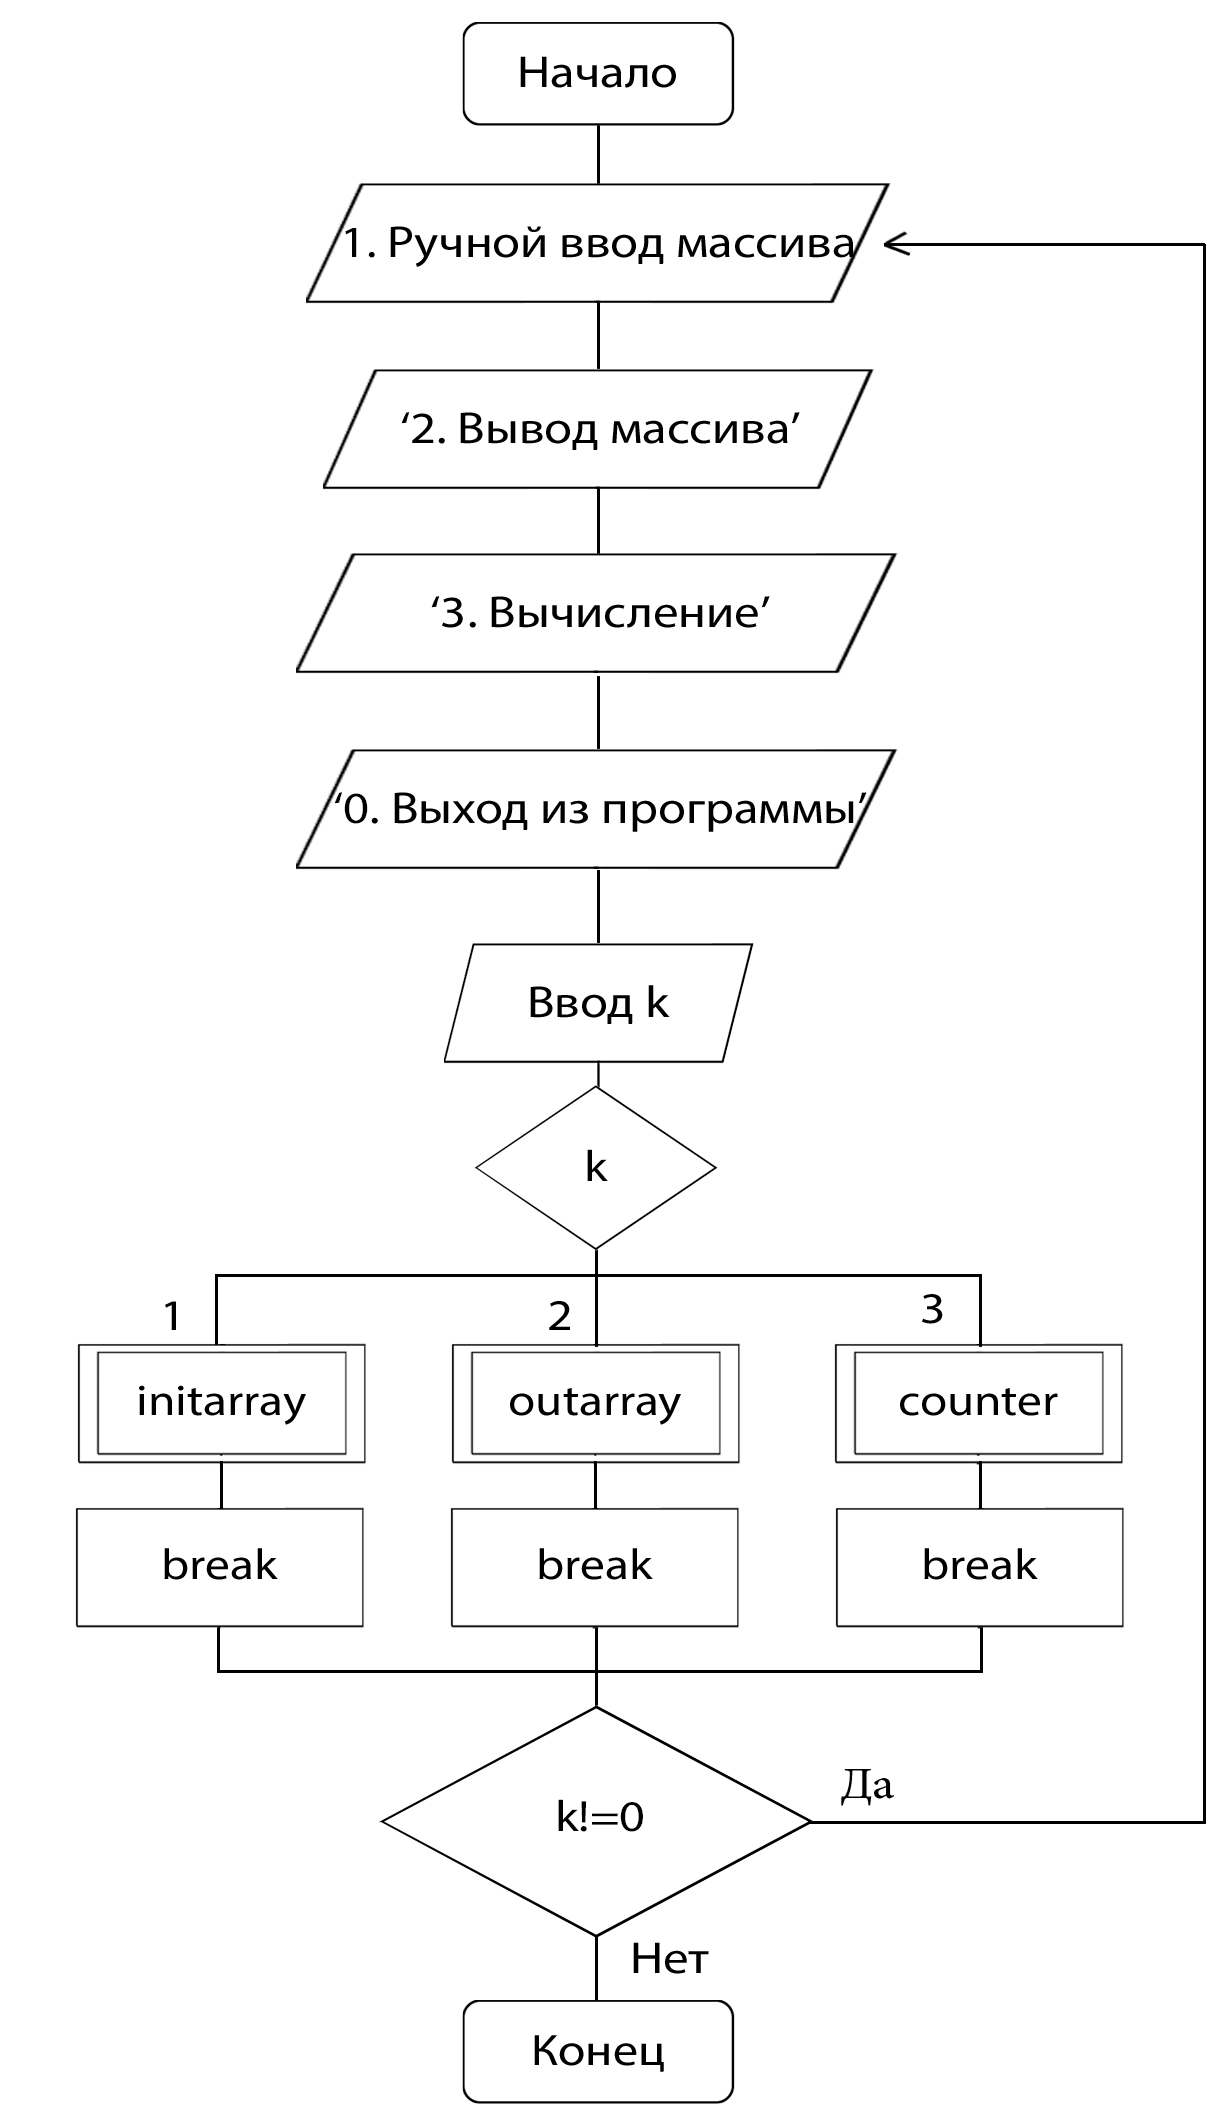 Начало
1. Ручной ввод массива
‘2. Вывод массива’
‘3. Вычисление’
‘0. Выход из программы’
Ввод k
k
1
2
3
initarray
outarray
counter
break
break
break
k!=0
Да
Нет
Конец